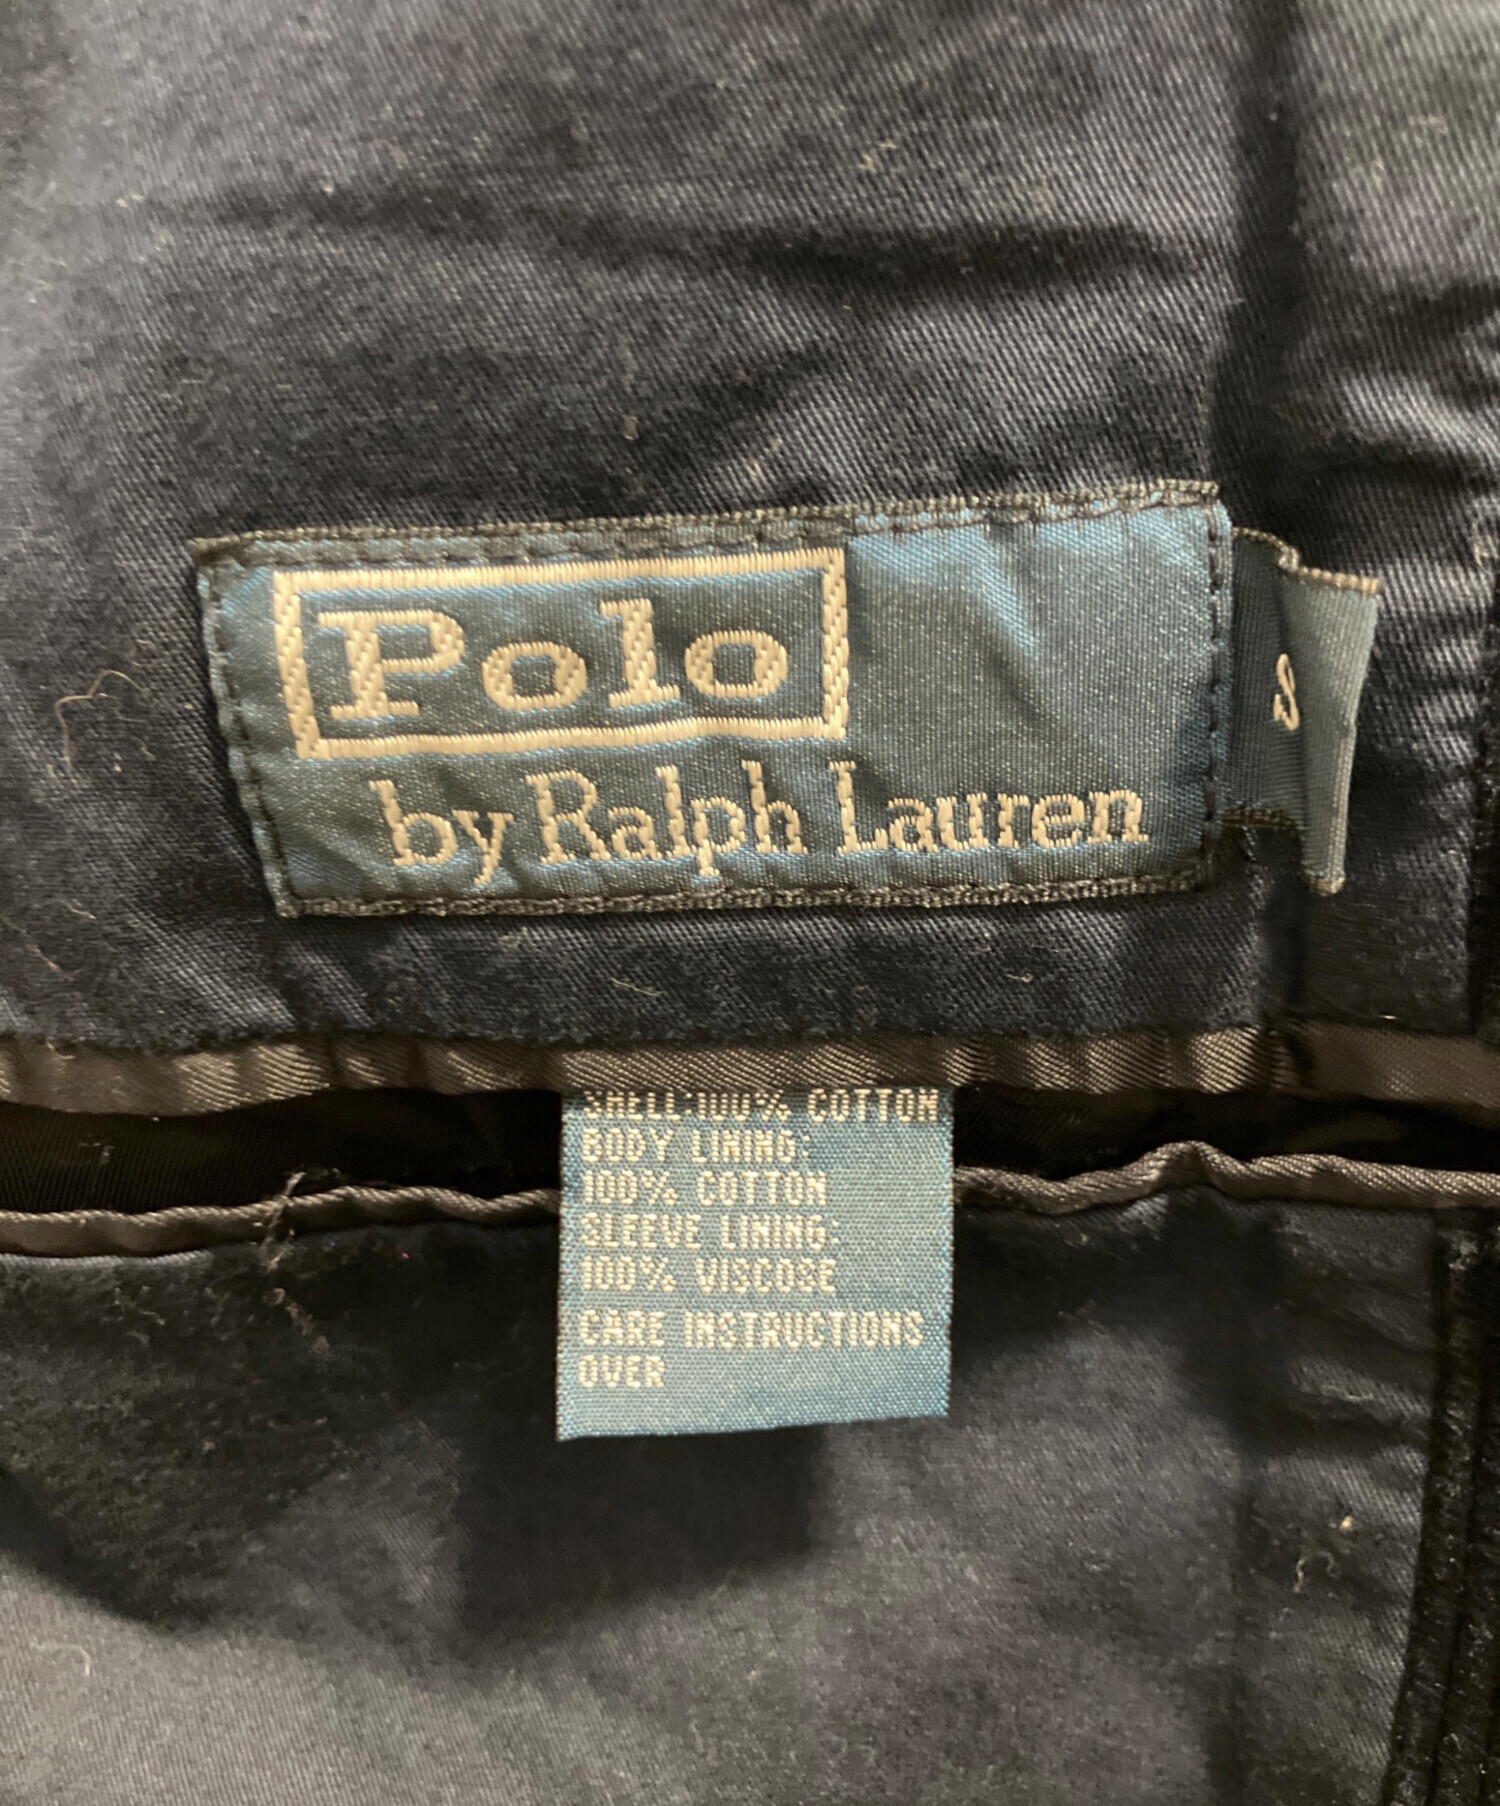 Polo
by Ralph Lauren
S
SHELL:100% COTTON
BODY LINING:
100% COTTON
SLEEVE LINING:
100% VISCOSE
CARE INSTRUCTIONS
OVER